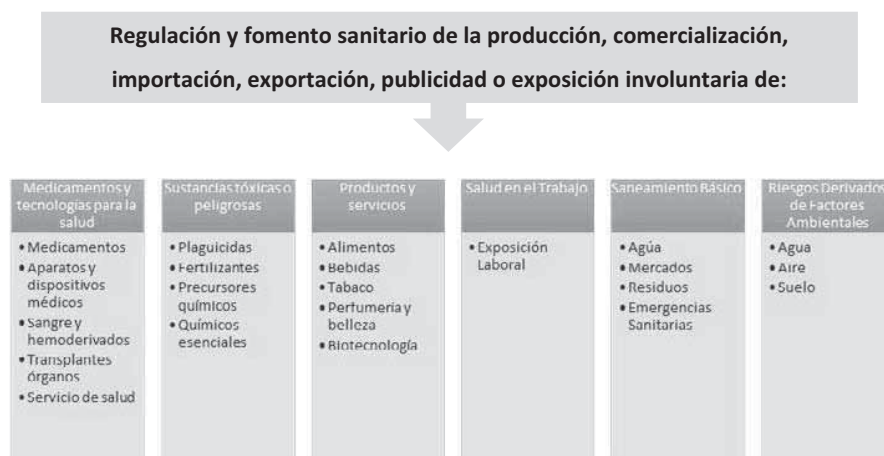 Regulación y fomento sanitario de la producción, comercialización,
importación, exportación, publicidad o exposición involuntaria de:
Medicamentos y
tecnologías para la
salud
• Medicamentos
• Aparatos y
dispositivos
médicos
• Sangre y
hemoderivados
• Transplantes
órganos
• Servicio de salud
Sustancias tóxicas o
peligrosas
• Plaguicidas
• Fertilizantes
• Precursores
químicos
• Químicos
esenciales
Productos y
servicios
• Alimentos
• Bebidas
• Tabaco
• Perfumería y
belleza
• Biotecnología
Salud en el Trabajo
• Exposición
Laboral
Saneamiento Básico
• Agúa
• Mercados
• Residuos
• Emergencias
Sanitarias
Riesgos Derivados
de Factores
Ambientales
• Agua
• Aire
• Suelo